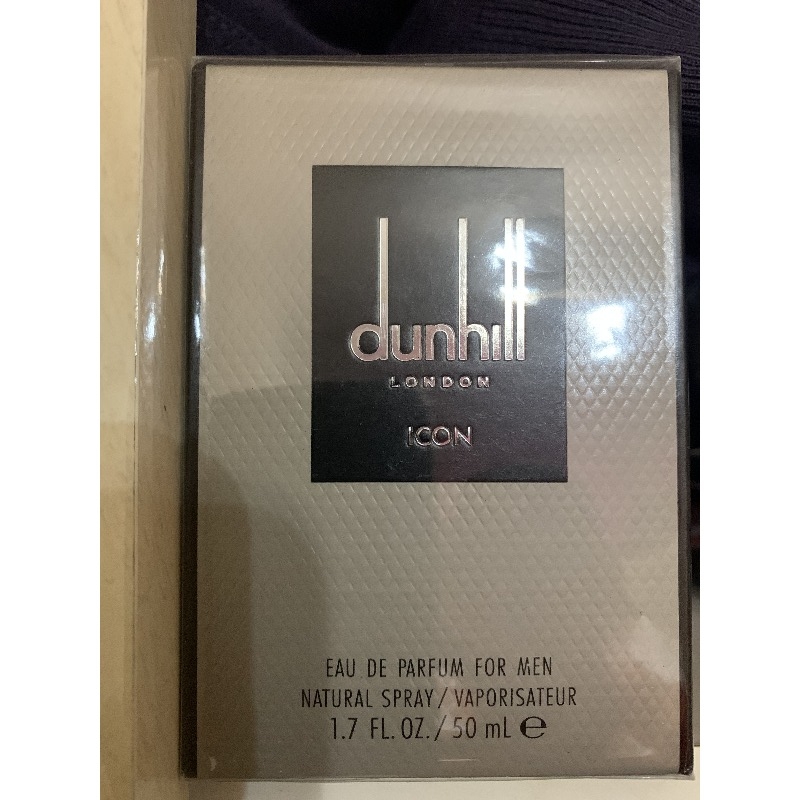 dunhill
LONDON
ICON
EAU DE PARFUM FOR MEN
NATURAL SPRAY/VAPORISATEUR
1.7 FL.OZ./50 mL ℮